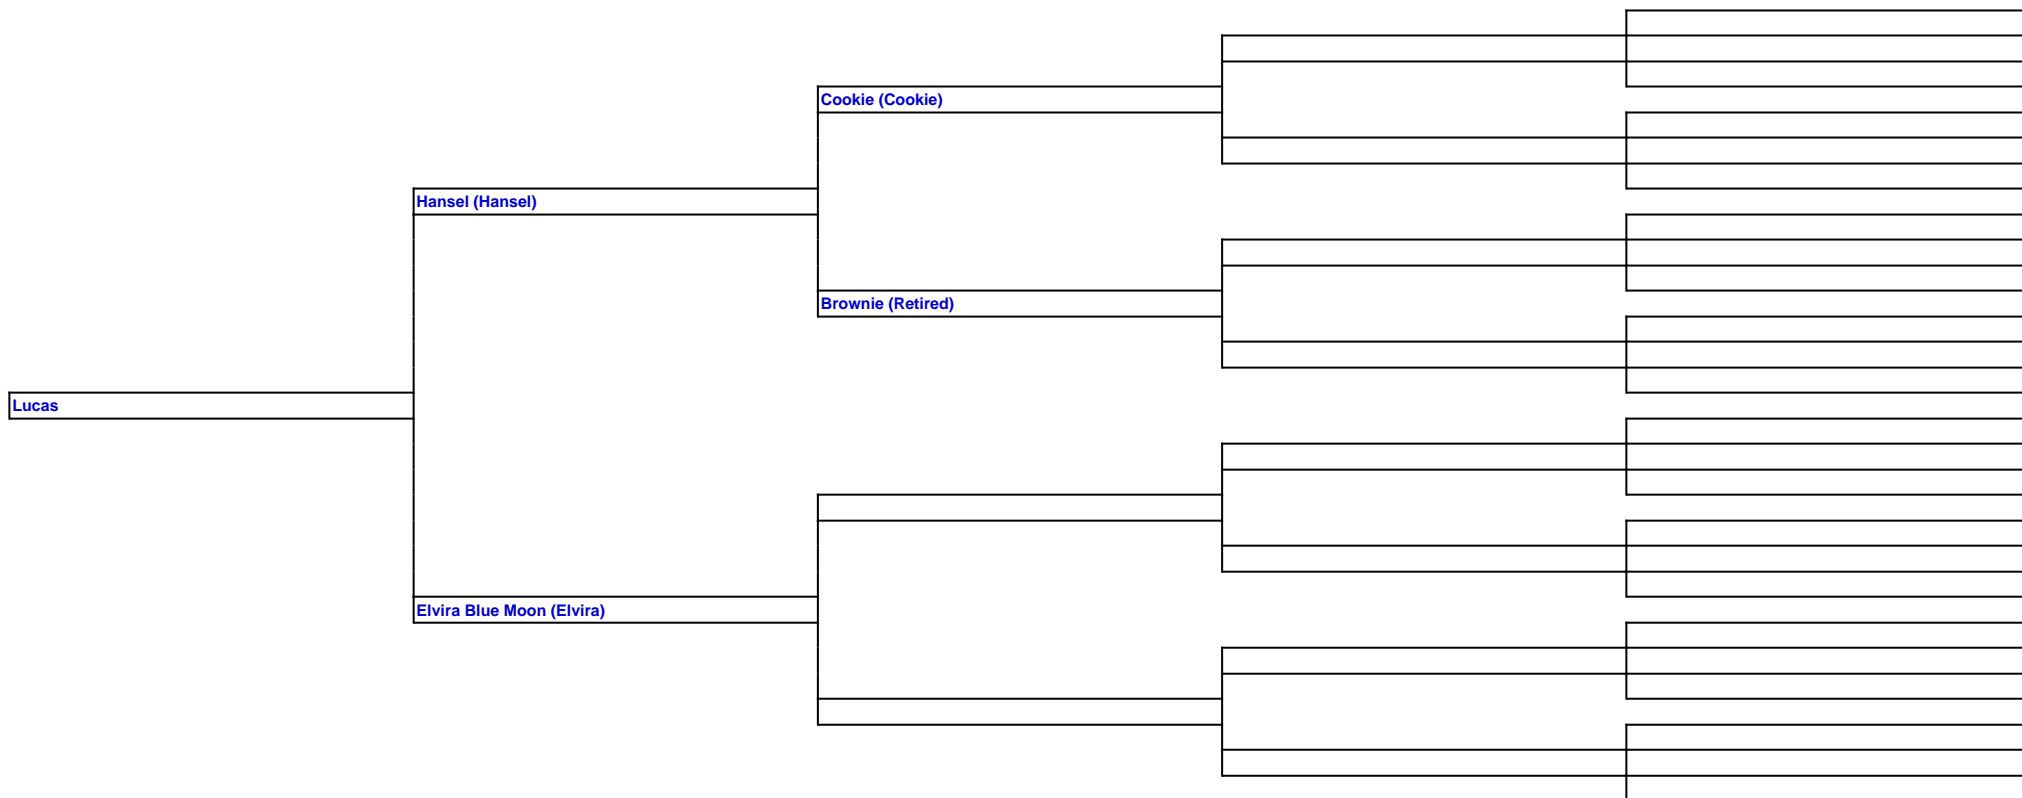 Cookie (Cookie)
Hansel (Hansel)
Brownie (Retired)
Lucas
Elvira Blue Moon (Elvira)